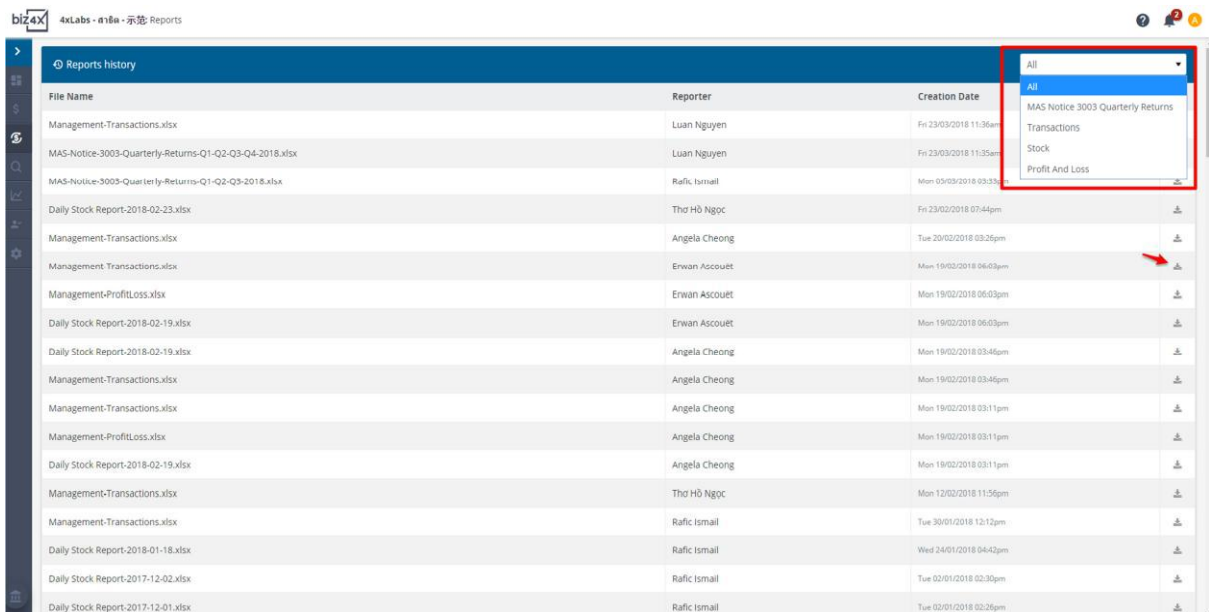 biz4x 4xLabs - สาธิต - 示范: Reports 2 A
Reports history All
File Name Reporter Creation Date All
MAS Notice 3003 Quarterly Returns
Management-Transactions.xlsx Luan Nguyen Fri 23/03/2018 11:36am Transactions
MAS-Notice-3003-Quarterly-Returns-Q1-Q2-Q3-Q4-2018.xlsx Luan Nguyen Fri 23/03/2018 11:35am Stock
Profit And Loss
MAS-Notice-3003-Quarterly-Returns-Q1-Q2-Q3-2018.xlsx Rafic Ismail Mon 05/03/2018
Daily Stock Report-2018-02-23.xlsx Thơ Hồ Ngọc Fri 23/02/2018 07:44pm
Management-Transactions.xlsx Angela Cheong Tue 20/02/2018 03:26pm
Management-Transactions.xlsx Erwan Ascouët Mon 19/02/2018 06:03pm
Management-ProfitLoss.xlsx Erwan Ascouët Mon 19/02/2018 06:03pm
Daily Stock Report-2018-02-19.xlsx Erwan Ascouët Mon 19/02/2018 06:03pm
Daily Stock Report-2018-02-19.xlsx Angela Cheong Mon 19/02/2018 03:46pm
Management-Transactions.xlsx Angela Cheong Mon 19/02/2018 03:46pm
Management-Transactions.xlsx Angela Cheong Mon 19/02/2018 03:11pm
Management-ProfitLoss.xlsx Angela Cheong Mon 19/02/2018 03:11pm
Daily Stock Report-2018-02-19.xlsx Angela Cheong Mon 19/02/2018 03:11pm
Management-Transactions.xlsx Thơ Hồ Ngọc Mon 12/02/2018 11:56pm
Management-Transactions.xlsx Rafic Ismail Tue 30/01/2018 12:12pm
Daily Stock Report-2018-01-18.xlsx Rafic Ismail Wed 24/01/2018 04:42pm
Daily Stock Report-2017-12-02.xlsx Rafic Ismail Tue 02/01/2018 02:30pm
Daily Stock Report-2017-12-01.xlsx Rafic Ismail Tue 02/01/2018 02:26pm